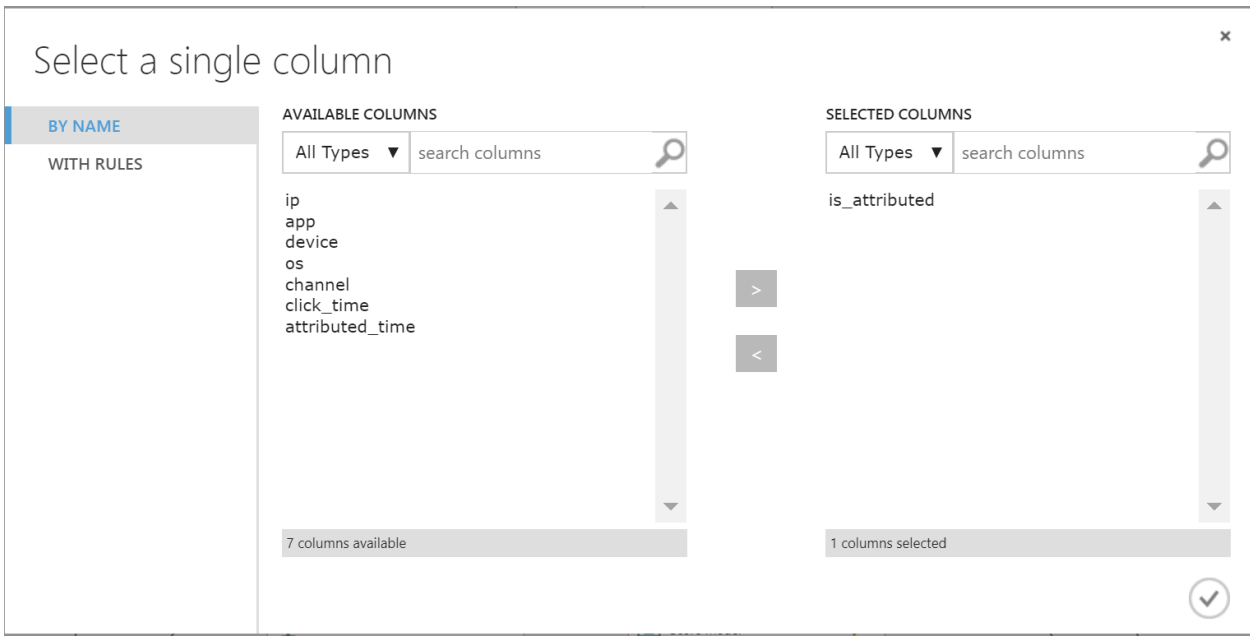 Select a single column
×
BY NAME
WITH RULES
AVAILABLE COLUMNS
All Types ▼ search columns
ip
app
device
os
channel
click_time
attributed_time
7 columns available
>
<
SELECTED COLUMNS
All Types ▼ search columns
is_attributed
1 columns selected